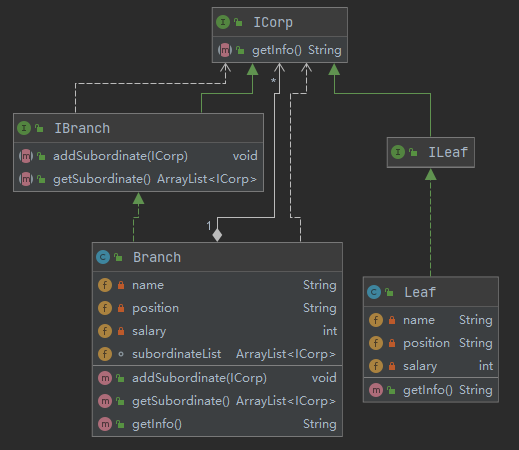 I ICorp
m getInfo() String
*
I IBranch
m addSubordinate(ICorp) void
m getSubordinate() ArrayList<ICorp>
I ILeaf
1
C Branch
f name String
f position String
f salary int
f subordinateList ArrayList<ICorp>
m addSubordinate(ICorp) void
m getSubordinate() ArrayList<ICorp>
m getInfo() String
C Leaf
f name String
f position String
f salary int
m getInfo() String